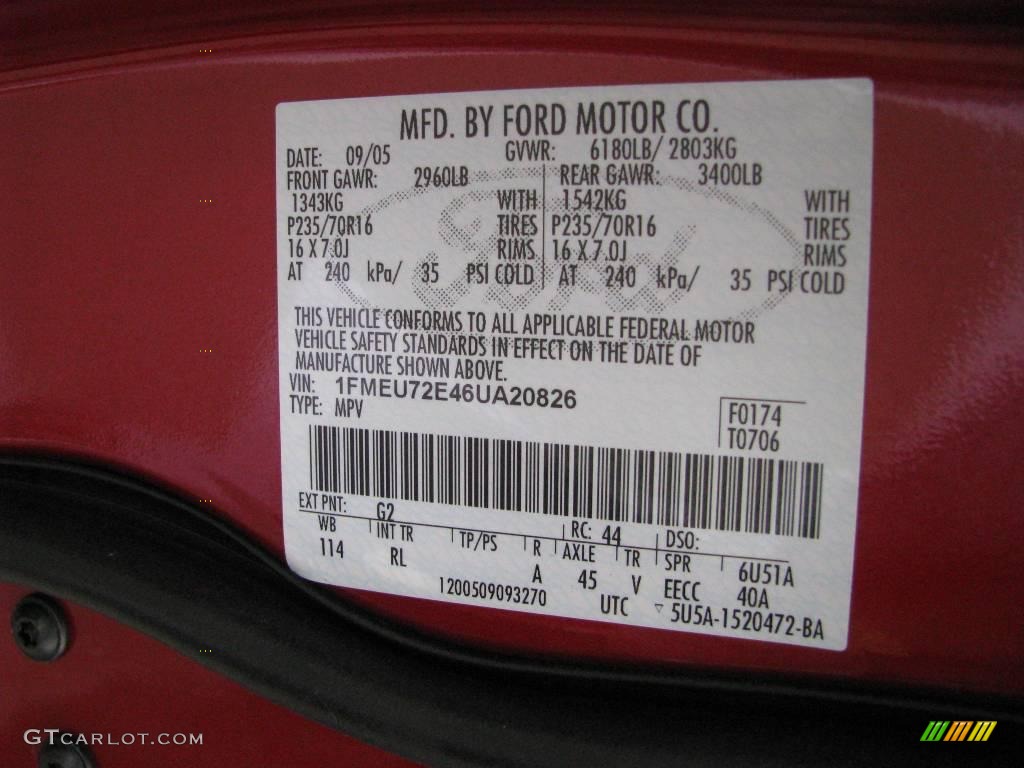 MFD. BY FORD MOTOR CO.
DATE: 09/05 GVWR: 6180LB/ 2803KG
FRONT GAWR: 2960LB REAR GAWR: 3400LB
1343KG WITH 1542KG WITH
P235/70R16 TIRES P235/70R16 TIRES
16 X 7.0J RIMS 16 X 7.0J RIMS
AT 240 kPa/ 35 PSI COLD AT 240 kPa/ 35 PSI COLD
Ford
THIS VEHICLE CONFORMS TO ALL APPLICABLE FEDERAL MOTOR
VEHICLE SAFETY STANDARDS IN EFFECT ON THE DATE OF
MANUFACTURE SHOWN ABOVE.
VIN: 1FMEU72E46UA20826
TYPE: MPV
F0174
T0706
EXT PNT: G2 RC: 44 DSO:
WB INT TR TP/PS R AXLE TR SPR 6U51A
114 RL A 45 V EECC 40A
1200509093270 UTC ▽ 5U5A-1520472-BA
GTCARLOT.COM